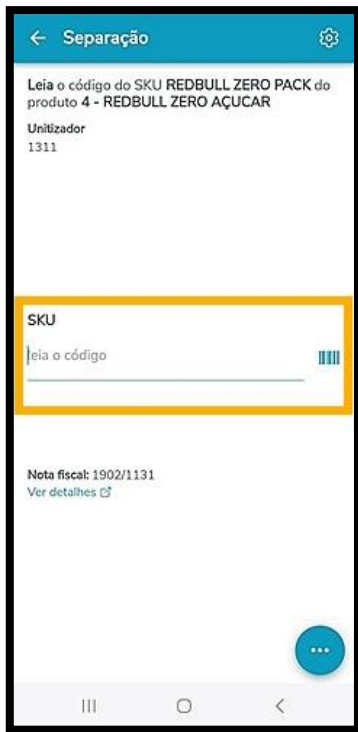 Separação
Leia o código do SKU REDBULL ZERO PACK do
produto 4 - REDBULL ZERO AÇUCAR
Unitizador
1311
SKU
leia o código
Nota fiscal: 1902/1131
Ver detalhes